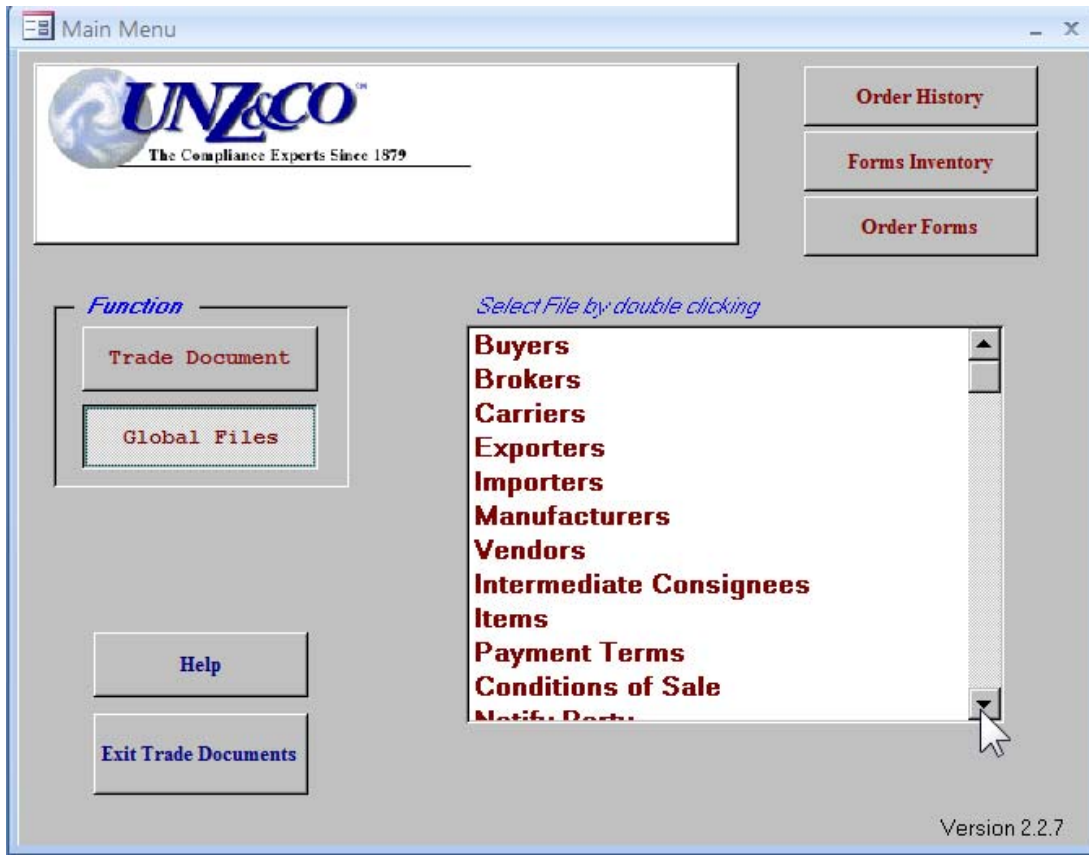 Main Menu
UNZ&CO
The Compliance Experts Since 1879
Order History
Forms Inventory
Order Forms
Function
Trade Document
Global Files
Select File by double clicking
Buyers
Brokers
Carriers
Exporters
Importers
Manufacturers
Vendors
Intermediate Consignees
Items
Payment Terms
Conditions of Sale
Notify Party
Help
Exit Trade Documents
Version 2.2.7